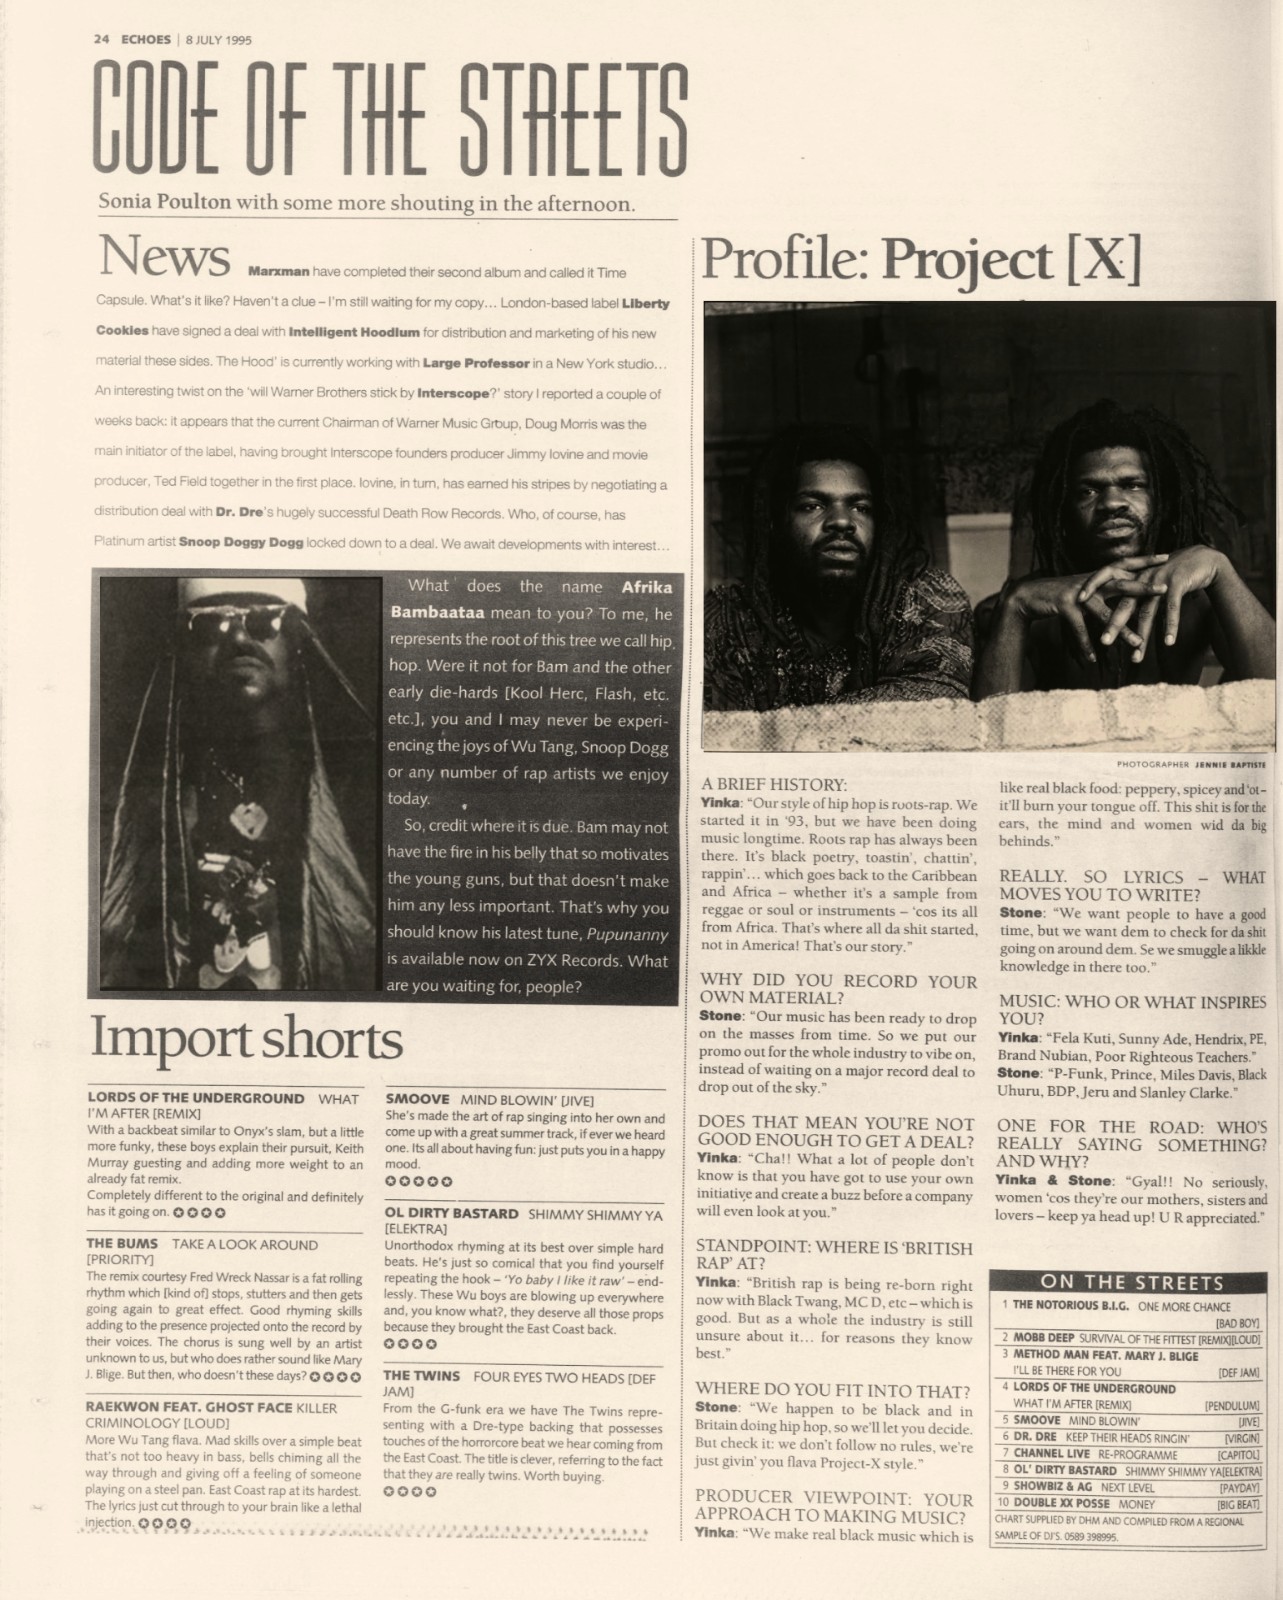 24 ECHOES | 8 JULY 1995
CODE OF THE STREETS
Sonia Poulton with some more shouting in the afternoon.
News Marxman have completed their second album and called it Time
Capsule. What's it like? Haven't a clue – I'm still waiting for my copy... London-based label Liberty
Cookies have signed a deal with Intelligent Hoodlum for distribution and marketing of his new
material these sides. The Hood' is currently working with Large Professor in a New York studio...
An interesting twist on the 'will Warner Brothers stick by Interscope?' story I reported a couple of
weeks back: it appears that the current Chairman of Warner Music Group, Doug Morris was the
main initiator of the label, having brought Interscope founders producer Jimmy Iovine and movie
producer, Ted Field together in the first place. Iovine, in turn, has earned his stripes by negotiating a
distribution deal with Dr. Dre's hugely successful Death Row Records. Who, of course, has
Platinum artist Snoop Doggy Dogg locked down to a deal. We await developments with interest...
What does the name Afrika
Bambaataa mean to you? To me, he
represents the root of this tree we call hip
hop. Were it not for Bam and the other
early die-hards [Kool Herc, Flash, etc.
etc.], you and I may never be experi-
encing the joys of Wu Tang, Snoop Dogg
or any number of rap artists we enjoy
today.
So, credit where it is due. Bam may not
have the fire in his belly that so motivates
the young guns, but that doesn't make
him any less important. That's why you
should know his latest tune, Pupunanny
is available now on ZYX Records. What
are you waiting for, people?
Import shorts
LORDS OF THE UNDERGROUND WHAT
I'M AFTER [REMIX]
With a backbeat similar to Onyx's slam, but a little
more funky, these boys explain their pursuit, Keith
Murray guesting and adding more weight to an
already fat remix.
Completely different to the original and definitely
has it going on. ✪✪✪✪
THE BUMS TAKE A LOOK AROUND
[PRIORITY]
The remix courtesy Fred Wreck Nassar is a fat rolling
rhythm which [kind of] stops, stutters and then gets
going again to great effect. Good rhyming skills
adding to the presence projected onto the record by
their voices. The chorus is sung well by an artist
unknown to us, but who does rather sound like Mary
J. Blige. But then, who doesn't these days? ✪✪✪✪
RAEKWON FEAT. GHOST FACE KILLER
CRIMINOLOGY [LOUD]
More Wu Tang flava. Mad skills over a simple beat
that's not too heavy in bass, bells chiming all the
way through and giving off a feeling of someone
playing on a steel pan. East Coast rap at its hardest.
The lyrics just cut through to your brain like a lethal
injection. ✪✪✪✪
SMOOVE MIND BLOWIN' [JIVE]
She's made the art of rap singing into her own and
come up with a great summer track, if ever we heard
one. Its all about having fun: just puts you in a happy
mood.
✪✪✪✪✪
OL DIRTY BASTARD SHIMMY SHIMMY YA
[ELEKTRA]
Unorthodox rhyming at its best over simple hard
beats. He's just so comical that you find yourself
repeating the hook – 'Yo baby I like it raw' – end-
lessly. These Wu boys are blowing up everywhere
and, you know what?, they deserve all those props
because they brought the East Coast back.
✪✪✪✪
THE TWINS FOUR EYES TWO HEADS [DEF
JAM]
From the G-funk era we have The Twins repre-
senting with a Dre-type backing that possesses
touches of the horrorcore beat we hear coming from
the East Coast. The title is clever, referring to the fact
that they are really twins. Worth buying.
✪✪✪✪
Profile: Project [X]
PHOTOGRAPHER JENNIE BAPTISTE
A BRIEF HISTORY:
Yinka: "Our style of hip hop is roots-rap. We
started it in '93, but we have been doing
music longtime. Roots rap has always been
there. It's black poetry, toastin', chattin',
rappin'... which goes back to the Caribbean
and Africa – whether it's a sample from
reggae or soul or instruments – 'cos its all
from Africa. That's where all da shit started,
not in America! That's our story."
WHY DID YOU RECORD YOUR
OWN MATERIAL?
Stone: "Our music has been ready to drop
on the masses from time. So we put our
promo out for the whole industry to vibe on,
instead of waiting on a major record deal to
drop out of the sky."
DOES THAT MEAN YOU'RE NOT
GOOD ENOUGH TO GET A DEAL?
Yinka: "Cha!! What a lot of people don't
know is that you have got to use your own
initiative and create a buzz before a company
will even look at you."
STANDPOINT: WHERE IS 'BRITISH
RAP' AT?
Yinka: "British rap is being re-born right
now with Black Twang, MC D, etc – which is
good. But as a whole the industry is still
unsure about it... for reasons they know
best."
WHERE DO YOU FIT INTO THAT?
Stone: "We happen to be black and in
Britain doing hip hop, so we'll let you decide.
But check it: we don't follow no rules, we're
just givin' you flava Project-X style."
PRODUCER VIEWPOINT: YOUR
APPROACH TO MAKING MUSIC?
Yinka: "We make real black music which is
like real black food: peppery, spicey and 'ot –
it'll burn your tongue off. This shit is for the
ears, the mind and women wid da big
behinds."
REALLY. SO LYRICS – WHAT
MOVES YOU TO WRITE?
Stone: "We want people to have a good
time, but we want dem to check for da shit
going on around dem. Se we smuggle a likkle
knowledge in there too."
MUSIC: WHO OR WHAT INSPIRES
YOU?
Yinka: "Fela Kuti, Sunny Ade, Hendrix, PE,
Brand Nubian, Poor Righteous Teachers."
Stone: "P-Funk, Prince, Miles Davis, Black
Uhuru, BDP, Jeru and Slanley Clarke."
ONE FOR THE ROAD: WHO'S
REALLY SAYING SOMETHING?
AND WHY?
Yinka & Stone: "Gyal!! No seriously,
women 'cos they're our mothers, sisters and
lovers – keep ya head up! U R appreciated."
ON THE STREETS
1 THE NOTORIOUS B.I.G. ONE MORE CHANCE
[BAD BOY]
2 MOBB DEEP SURVIVAL OF THE FITTEST [REMIX][LOUD]
3 METHOD MAN FEAT. MARY J. BLIGE
I'LL BE THERE FOR YOU [DEF JAM]
4 LORDS OF THE UNDERGROUND
WHAT I'M AFTER [REMIX] [PENDULUM]
5 SMOOVE MIND BLOWIN' [JIVE]
6 DR. DRE KEEP THEIR HEADS RINGIN' [VIRGIN]
7 CHANNEL LIVE RE-PROGRAMME [CAPITOL]
8 OL' DIRTY BASTARD SHIMMY SHIMMY YA[ELEKTRA]
9 SHOWBIZ & AG NEXT LEVEL [PAYDAY]
10 DOUBLE XX POSSE MONEY [BIG BEAT]
CHART SUPPLIED BY DHM AND COMPILED FROM A REGIONAL
SAMPLE OF DJ'S. 0589 398995.